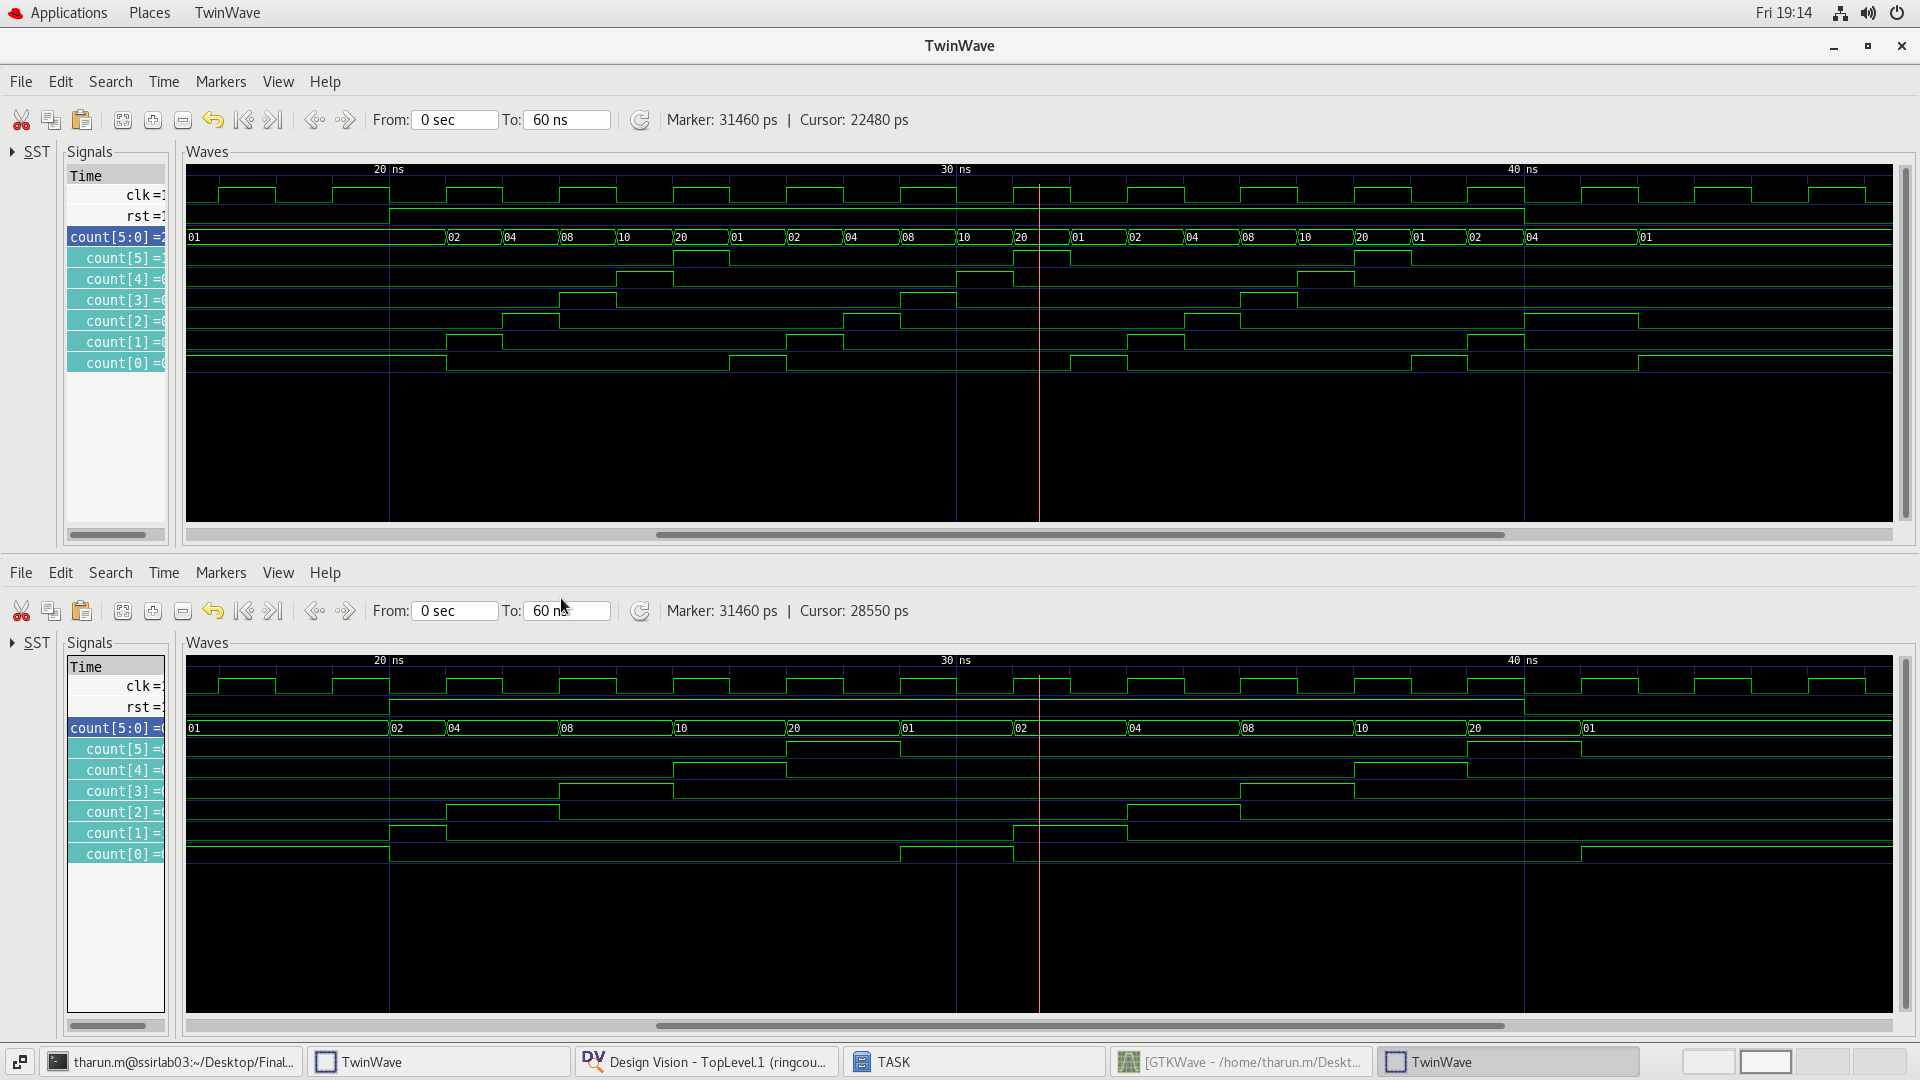 Applications Places TwinWave Fri 19:14
TwinWave
File Edit Search Time Markers View Help
From: 0 sec To: 60 ns Marker: 31460 ps | Cursor: 22480 ps
SST Signals Waves
Time 20 ns 30 ns 40 ns
clk=1
rst=1
count[5:0]=2 01 02 04 08 10 20 01 02 04 08 10 20 01 02 04 08 10 20 01 02 04 01
count[5]=1
count[4]=0
count[3]=0
count[2]=0
count[1]=0
count[0]=0
File Edit Search Time Markers View Help
From: 0 sec To: 60 ns Marker: 31460 ps | Cursor: 28550 ps
SST Signals Waves
Time 20 ns 30 ns 40 ns
clk=1
rst=1
count[5:0]=0 01 02 04 08 10 20 01 02 04 08 10 20 01
count[5]=0
count[4]=0
count[3]=0
count[2]=0
count[1]=
count[0]=0
tharun.m@ssirlab03:~/Desktop/Final... TwinWave Design Vision - TopLevel.1 (ringcou... TASK [GTKWave - /home/tharun.m/Deskt... TwinWave